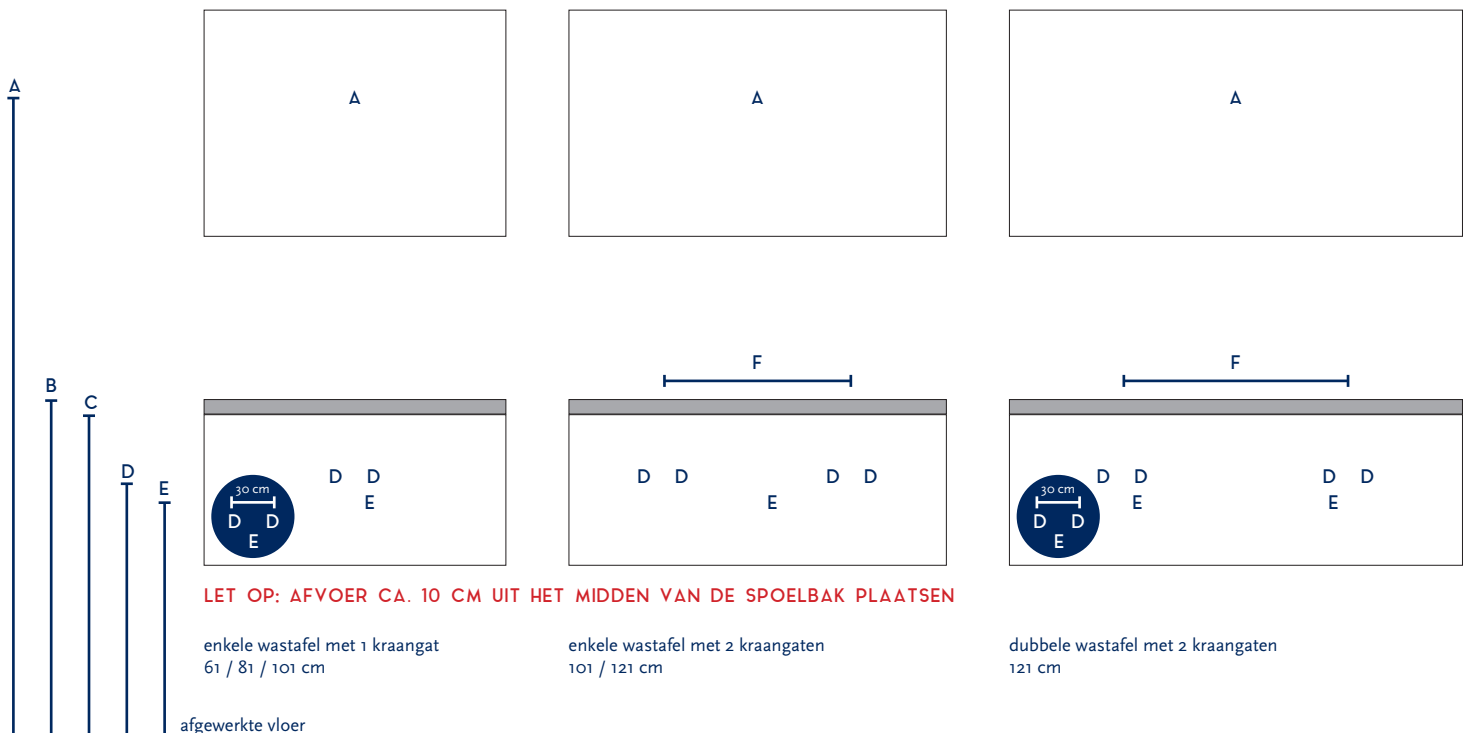 A
A
A
A
B
C
D
E
F
F
D D
E
30 cm
D D
E
D D
D D
E
D D
E
D D
E
30 cm
D D
E
LET OP: AFVOER CA. 10 CM UIT HET MIDDEN VAN DE SPOELBAK PLAATSEN
enkele wastafel met 1 kraangat
61 / 81 / 101 cm
enkele wastafel met 2 kraangaten
101 / 121 cm
dubbele wastafel met 2 kraangaten
121 cm
afgewerkte vloer